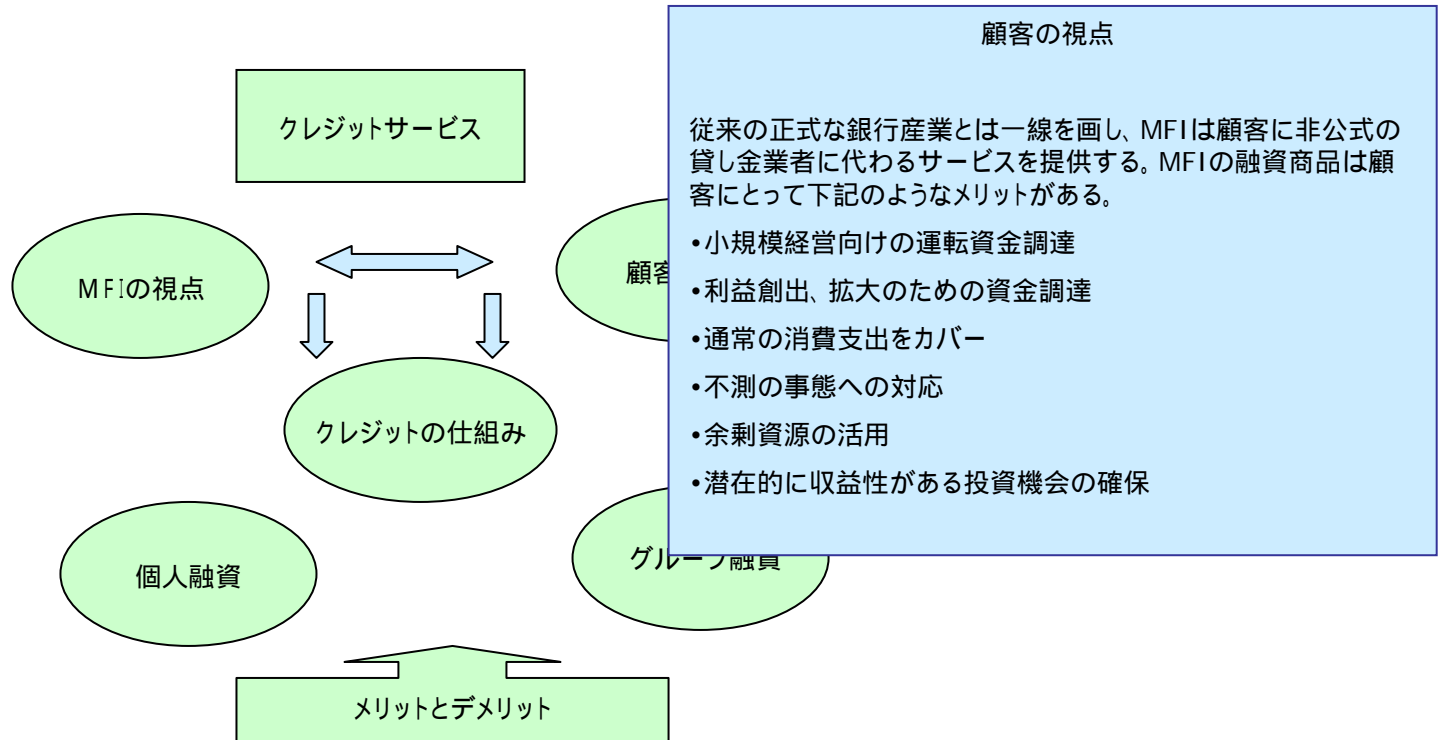 顧客の視点
クレジットサービス
従来の正式な銀行産業とは一線を画し、MFIは顧客に非公式の
貸し金業者に代わるサービスを提供する。MFIの融資商品は顧
客にとって下記のようなメリットがある。
•小規模経営向けの運転資金調達
•利益創出、拡大のための資金調達
•通常の消費支出をカバー
•不測の事態への対応
•余剰資源の活用
•潜在的に収益性がある投資機会の確保
MFIの視点
顧客
クレジットの仕組み
個人融資
グループ融資
メリットとデメリット